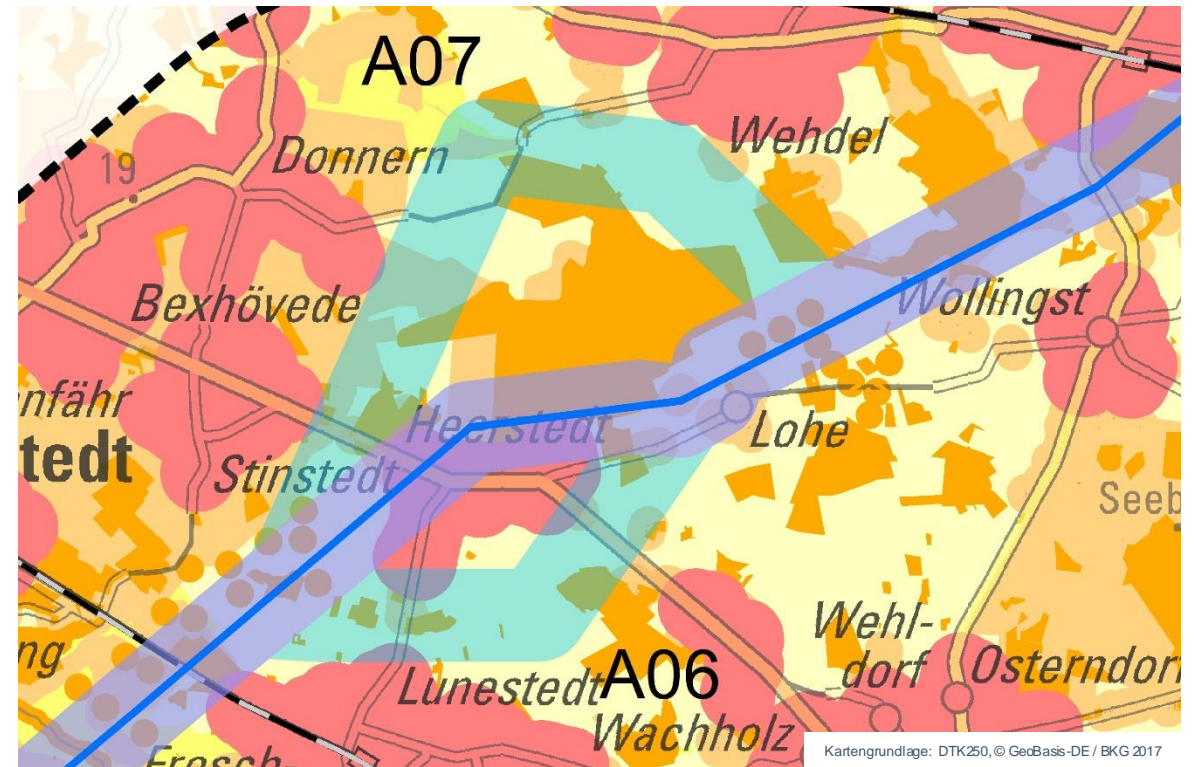 A07
Wehdel
Donnern
19
Bexhövede
Wollingst
nfähr
tedt
Heerstedt
Stinstedt
Lohe
Seeb
Wehl-
dorf
Osterndorf
ng
Lunestedt
A06
Wachholz
Frosch-
Kartengrundlage: DTK250, © GeoBasis-DE / BKG 2017